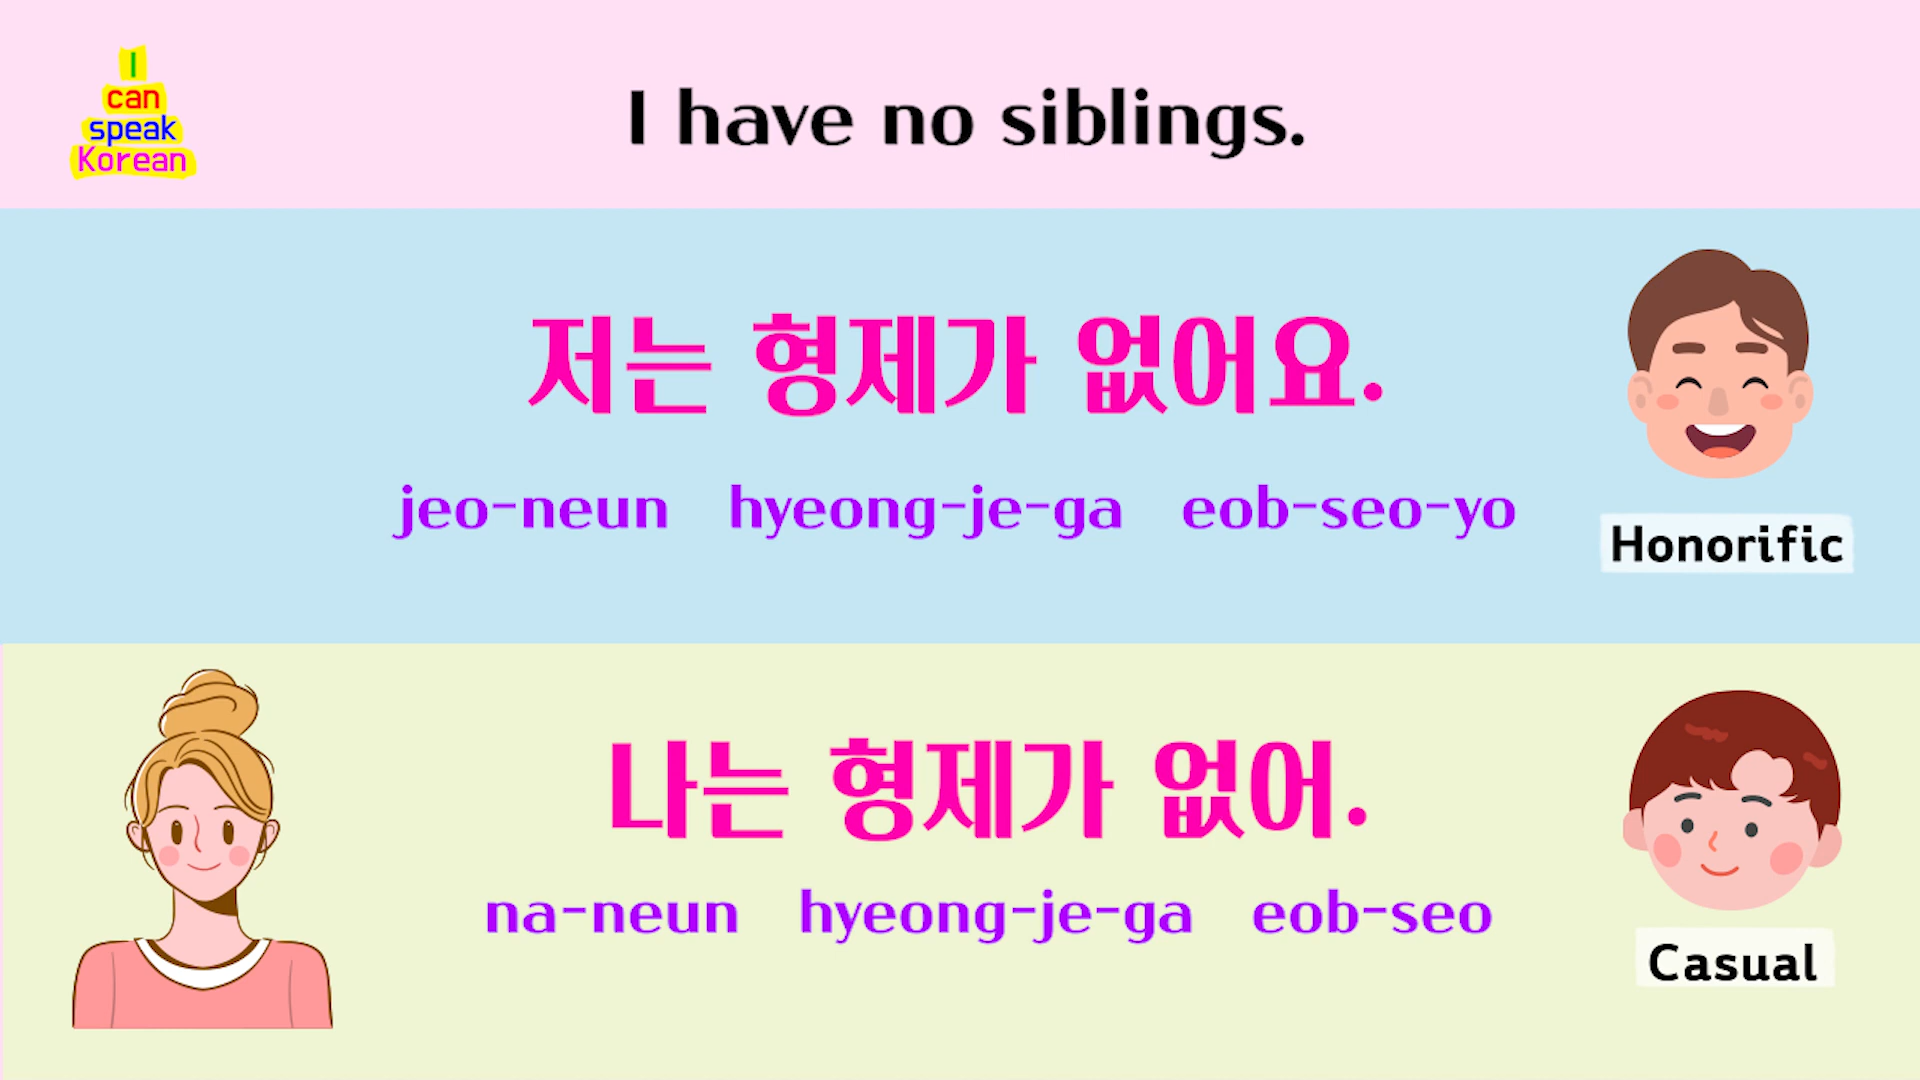 I
can
speak
Korean
I have no siblings.
저는 형제가 없어요.
jeo-neun hyeong-je-ga eob-seo-yo
Honorific
나는 형제가 없어.
na-neun hyeong-je-ga eob-seo
Casual